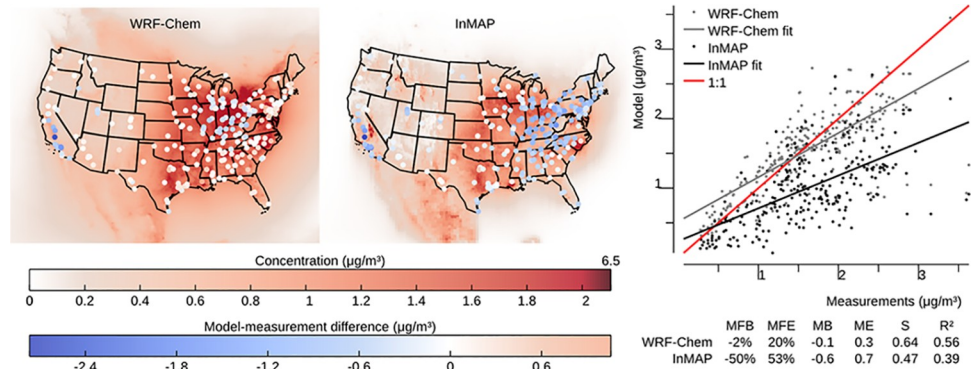 WRF-Chem
InMAP
Concentration (µg/m³)
6.5
0 0.2 0.4 0.6 0.8 1 1.2 1.4 1.6 1.8 2
Model-measurement difference (µg/m³)
-2.4 -1.8 -1.2 -0.6 0 0.6
WRF-Chem
WRF-Chem fit
InMAP
InMAP fit
1:1
Model (µg/m³)
3
2
1
1 2 3
Measurements (µg/m³)
MFB MFE MB ME S R²
WRF-Chem -2% 20% -0.1 0.3 0.64 0.56
InMAP -50% 53% -0.6 0.7 0.47 0.39